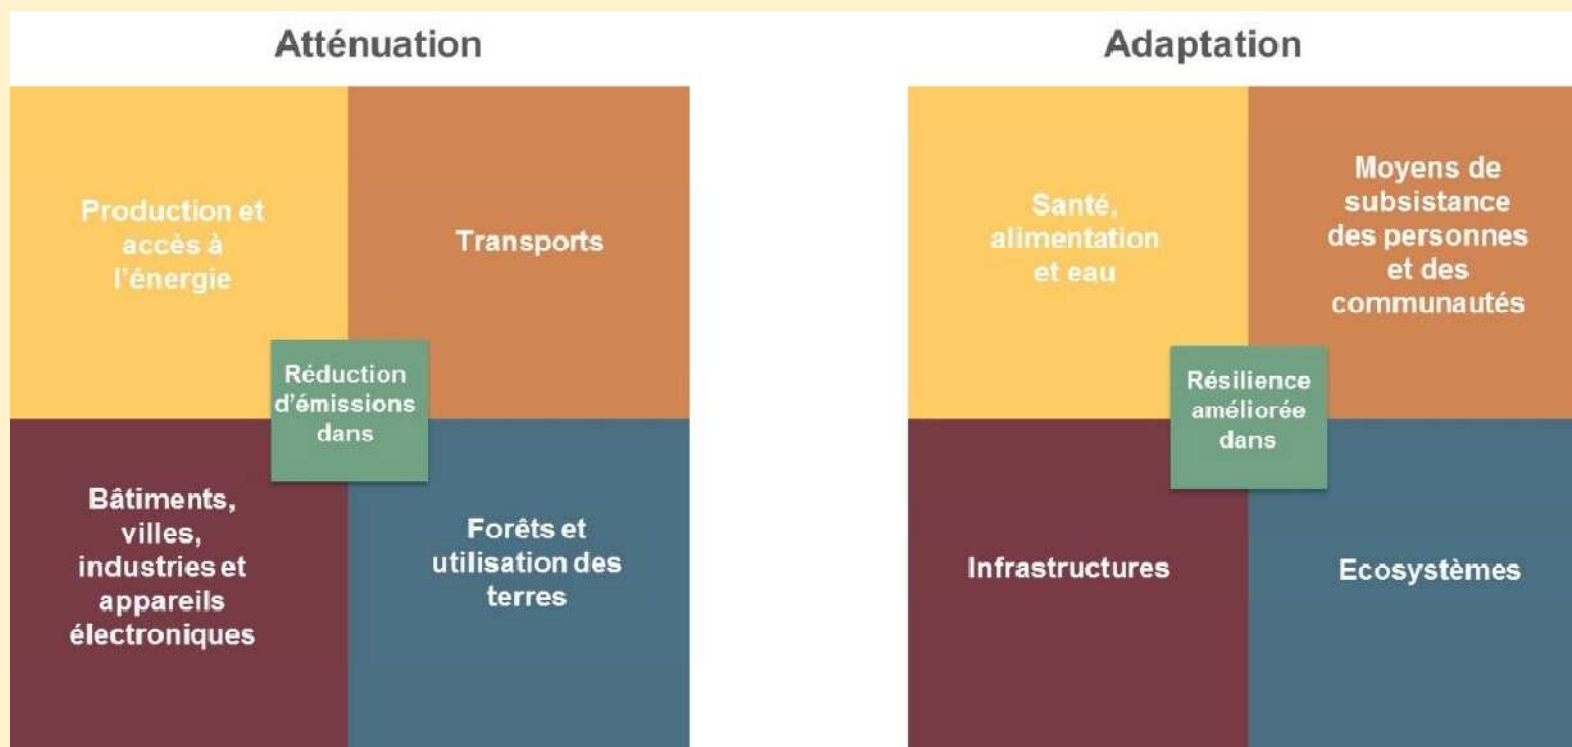 Atténuation
Production et
accès à
l'énergie
Transports
Réduction
d'émissions
dans
Bâtiments,
villes,
industries et
appareils
électroniques
Forêts et
utilisation des
terres
Adaptation
Santé,
alimentation
et eau
Moyens de
subsistance
des personnes
et des
communautés
Résilience
améliorée
dans
Infrastructures
Ecosystèmes